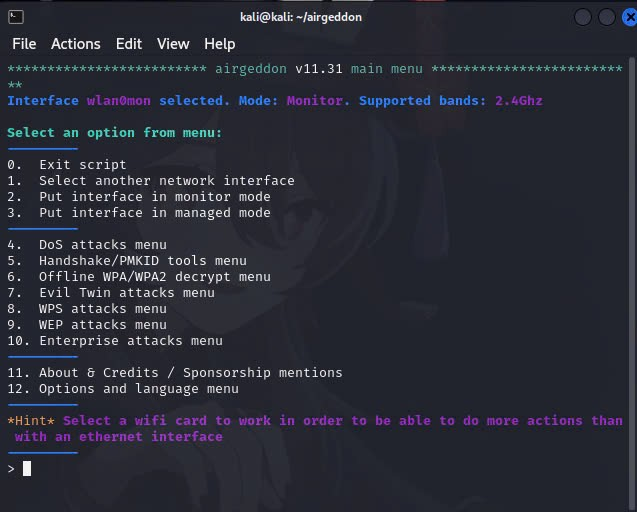 kali@kali: ~/airgeddon
File Actions Edit View Help
************************* airgeddon v11.31 main menu ************************
**
Interface wlan0mon selected. Mode: Monitor. Supported bands: 2.4Ghz
Select an option from menu:
---------
0. Exit script
1. Select another network interface
2. Put interface in monitor mode
3. Put interface in managed mode
---------
4. DoS attacks menu
5. Handshake/PMKID tools menu
6. Offline WPA/WPA2 decrypt menu
7. Evil Twin attacks menu
8. WPS attacks menu
9. WEP attacks menu
10. Enterprise attacks menu
---------
11. About & Credits / Sponsorship mentions
12. Options and language menu
---------
*Hint* Select a wifi card to work in order to be able to do more actions than
with an ethernet interface
---------
>